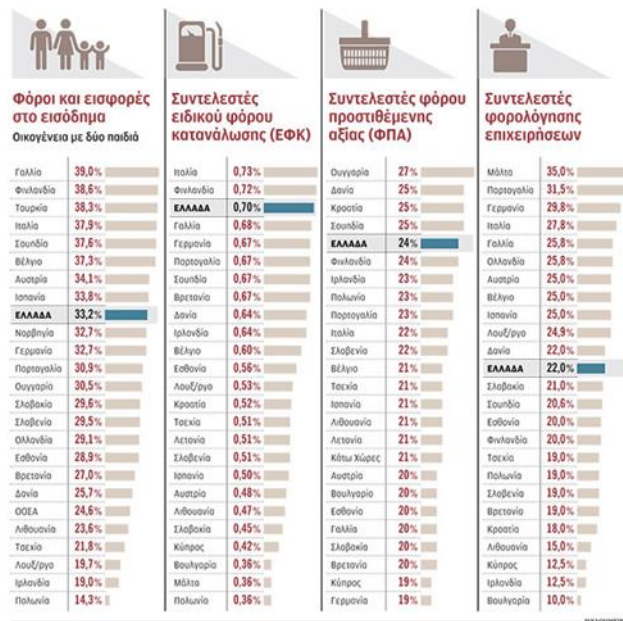 Φόροι και εισφορές
στο εισόδημα
Οικογένεια με δύο παιδιά
Γαλλία 39,0%
Φινλανδία 38,6%
Τουρκία 38,3%
Ιταλία 37,9%
Σουηδία 37,6%
Βέλγιο 37,3%
Αυστρία 34,1%
Ισπανία 33,8%
ΕΛΛΑΔΑ 33,2%
Νορβηγία 32,7%
Γερμανία 32,7%
Πορτογαλία 30,9%
Ουγγαρία 30,5%
Σλοβακία 29,6%
Σλοβενία 29,5%
Ολλανδία 29,1%
Εσθονία 28,9%
Βρετανία 27,0%
Δανία 25,7%
ΟΟΣΑ 24,6%
Λιθουανία 23,6%
Τσεχία 21,8%
Λουξ/ργο 19,7%
Ιρλανδία 19,0%
Πολωνία 14,3%
Συντελεστές
ειδικού φόρου
κατανάλωσης (ΕΦΚ)
Ιταλία 0,73%
Φινλανδία 0,72%
ΕΛΛΑΔΑ 0,70%
Γαλλία 0,68%
Γερμανία 0,67%
Πορτογαλία 0,67%
Σουηδία 0,67%
Βρετανία 0,67%
Δανία 0,64%
Ιρλανδία 0,64%
Βέλγιο 0,60%
Εσθονία 0,56%
Λουξ/ργο 0,53%
Κροατία 0,52%
Τσεχία 0,51%
Λετονία 0,51%
Σλοβενία 0,51%
Ισπανία 0,50%
Αυστρία 0,48%
Λιθουανία 0,47%
Σλοβακία 0,45%
Κύπρος 0,42%
Βουλγαρία 0,36%
Μάλτα 0,36%
Πολωνία 0,36%
Συντελεστές φόρου
προστιθέμενης
αξίας (ΦΠΑ)
Ουγγαρία 27%
Δανία 25%
Κροατία 25%
Σουηδία 25%
ΕΛΛΑΔΑ 24%
Φινλανδία 24%
Ιρλανδία 23%
Πολωνία 23%
Πορτογαλία 23%
Ιταλία 22%
Σλοβενία 22%
Βέλγιο 21%
Τσεχία 21%
Ισπανία 21%
Λιθουανία 21%
Λετονία 21%
Κάτω Χώρες 21%
Αυστρία 20%
Βουλγαρία 20%
Εσθονία 20%
Γαλλία 20%
Σλοβακία 20%
Βρετανία 20%
Κύπρος 19%
Γερμανία 19%
Συντελεστές
φορολόγησης
επιχειρήσεων
Μάλτα 35,0%
Πορτογαλία 31,5%
Γερμανία 29,8%
Ιταλία 27,8%
Γαλλία 25,8%
Ολλανδία 25,8%
Αυστρία 25,0%
Βέλγιο 25,0%
Ισπανία 25,0%
Λουξ/ργο 24,9%
Δανία 22,0%
ΕΛΛΑΔΑ 22,0%
Σλοβακία 21,0%
Σουηδία 20,6%
Εσθονία 20,0%
Φινλανδία 20,0%
Τσεχία 19,0%
Πολωνία 19,0%
Σλοβενία 19,0%
Βρετανία 19,0%
Κροατία 18,0%
Λιθουανία 15,0%
Κύπρος 12,5%
Ιρλανδία 12,5%
Βουλγαρία 10,0%